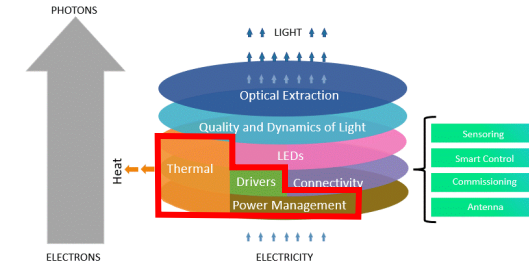 PHOTONS
LIGHT
Optical Extraction
Quality and Dynamics of Light
Sensoring
LEDs
Smart Control
Heat
Thermal
Drivers
Connectivity
Commissioning
Power Management
Antenna
ELECTRONS
ELECTRICITY